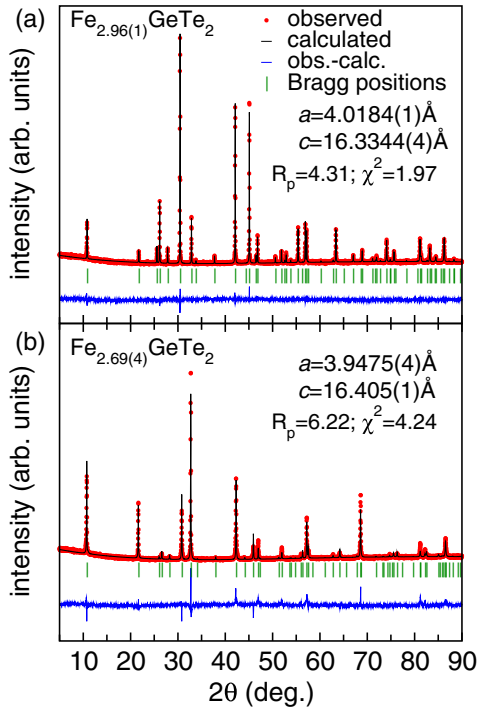 (a)
Fe2.96(1)GeTe2
observed
calculated
obs.-calc.
Bragg positions
a=4.0184(1)Å
c=16.3344(4)Å
Rp=4.31; χ²=1.97
intensity (arb. units)
(b)
Fe2.69(4)GeTe2
a=3.9475(4)Å
c=16.405(1)Å
Rp=6.22; χ²=4.24
intensity (arb. units)
10 20 30 40 50 60 70 80 90
2θ (deg.)